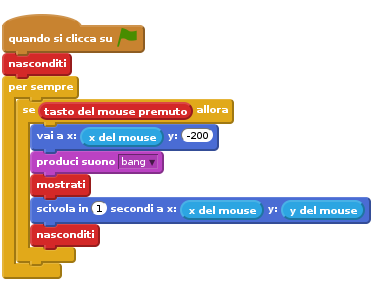 quando si clicca su
nasconditi
per sempre
se tasto del mouse premuto allora
vai a x: x del mouse y: -200
produci suono bang
mostrati
scivola in 1 secondi a x: x del mouse y: y del mouse
nasconditi